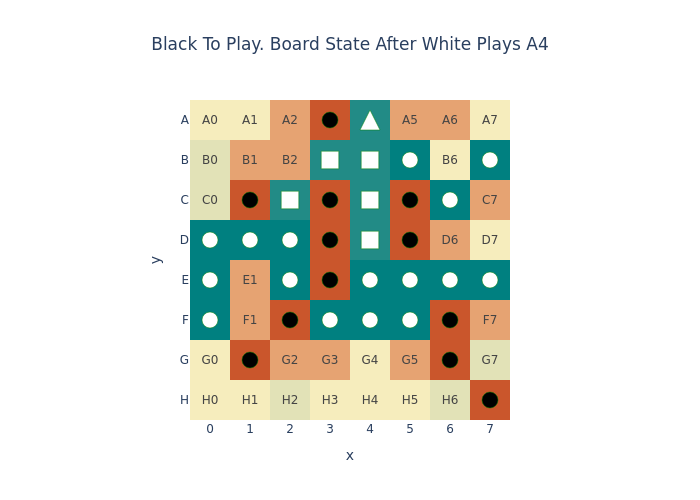 Black To Play. Board State After White Plays A4
A A0 A1 A2 A5 A6 A7
B B0 B1 B2 B6
C C0 C7
D D6 D7
E E1
F F1 F7
G G0 G2 G3 G4 G5 G7
H H0 H1 H2 H3 H4 H5 H6
0 1 2 3 4 5 6 7
x
y